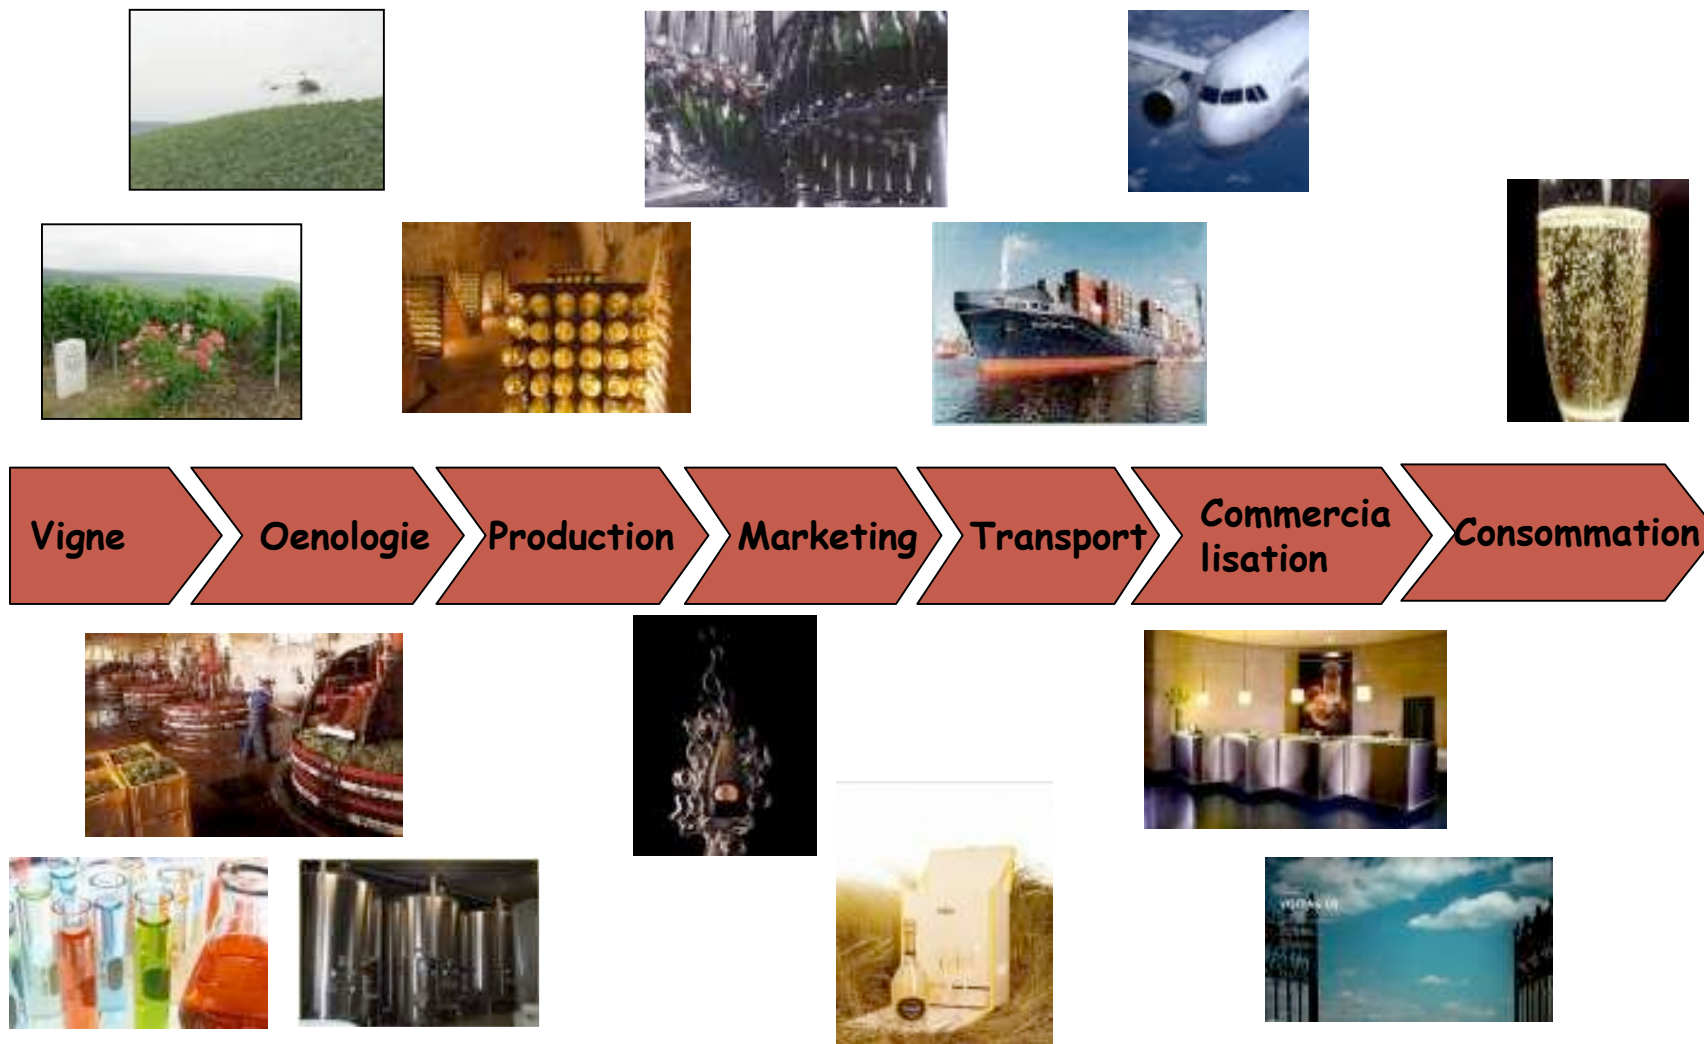 Vigne
Oenologie
Production
Marketing
Transport
Commercia
lisation
Consommation